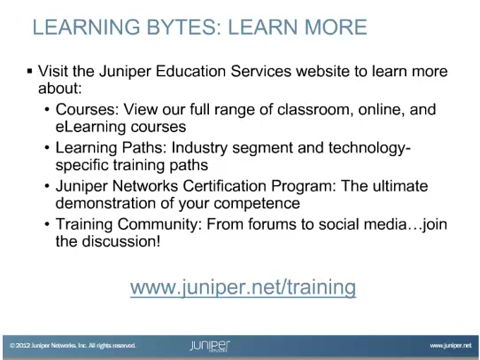 LEARNING BYTES: LEARN MORE
▪ Visit the Juniper Education Services website to learn more
about:
• Courses: View our full range of classroom, online, and
eLearning courses
• Learning Paths: Industry segment and technology-
specific training paths
• Juniper Networks Certification Program: The ultimate
demonstration of your competence
• Training Community: From forums to social media…join
the discussion!
www.juniper.net/training
© 2012 Juniper Networks, Inc. All rights reserved.
JUNIPER
www.juniper.net